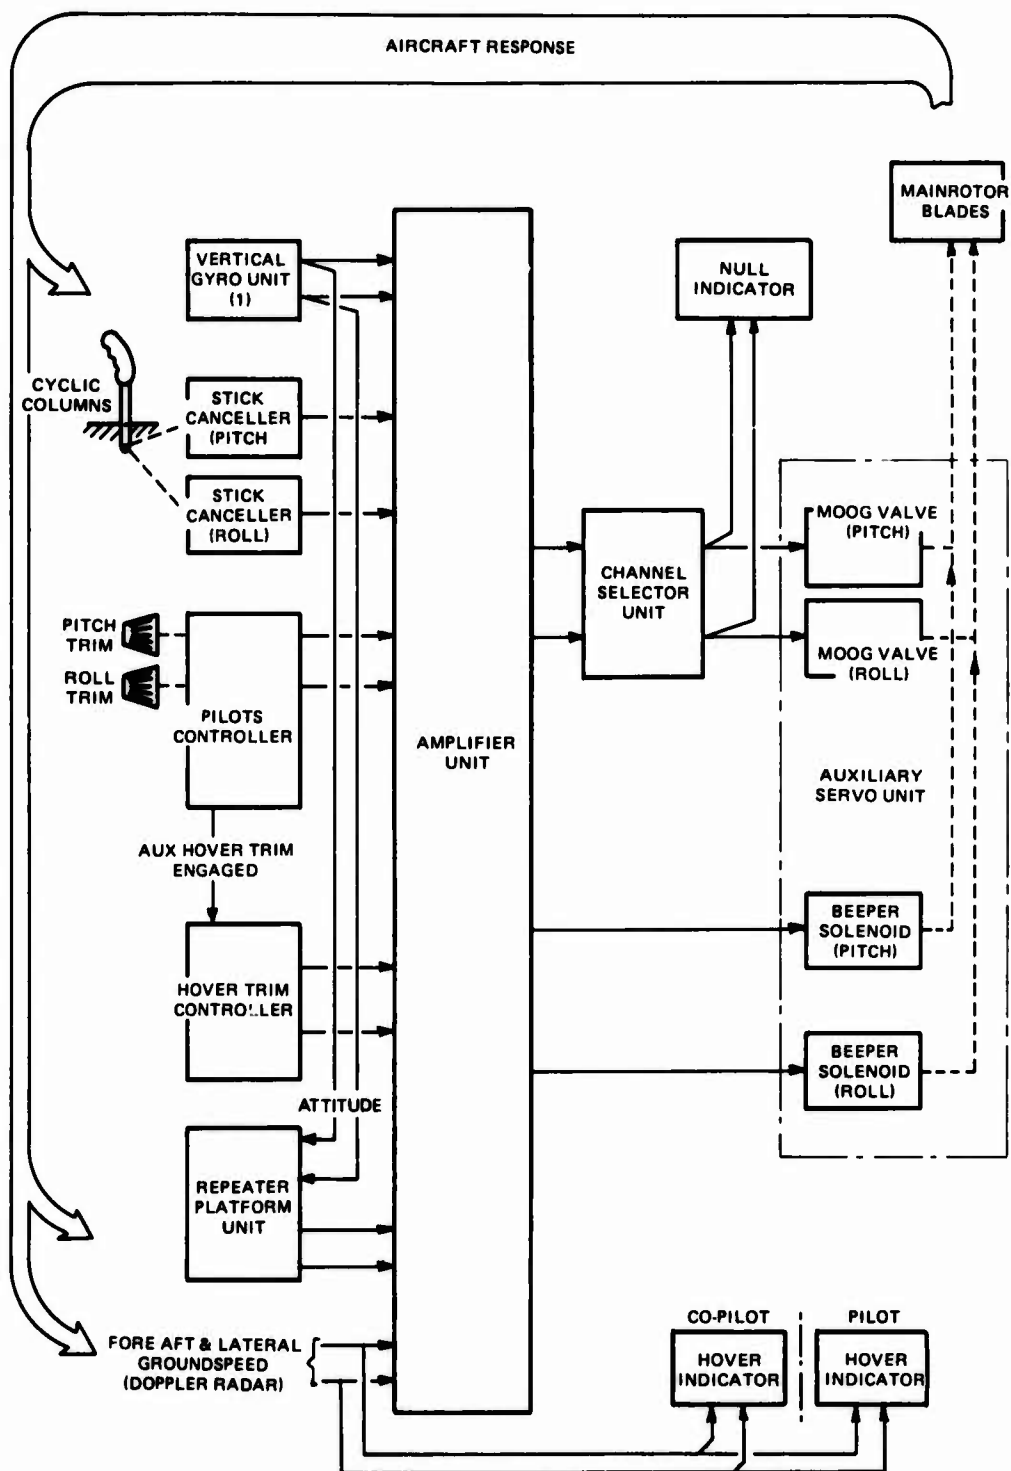 AIRCRAFT RESPONSE
MAINROTOR
BLADES
VERTICAL
GYRO UNIT
(1)
NULL
INDICATOR
CYCLIC
COLUMNS
STICK
CANCELLER
(PITCH
STICK
CANCELLER
(ROLL)
MOOG VALVE
(PITCH)
CHANNEL
SELECTOR
UNIT
PITCH
TRIM
ROLL
TRIM
MOOG VALVE
(ROLL)
PILOTS
CONTROLLER
AMPLIFIER
UNIT
AUXILIARY
SERVO UNIT
AUX HOVER TRIM
ENGAGED
BEEPER
SOLENOID
(PITCH)
HOVER TRIM
CONTROLLER
BEEPER
SOLENOID
(ROLL)
ATTITUDE
REPEATER
PLATFORM
UNIT
FORE AFT & LATERAL
GROUNDSPEED
(DOPPLER RADAR)
CO-PILOT
PILOT
HOVER
INDICATOR
HOVER
INDICATOR